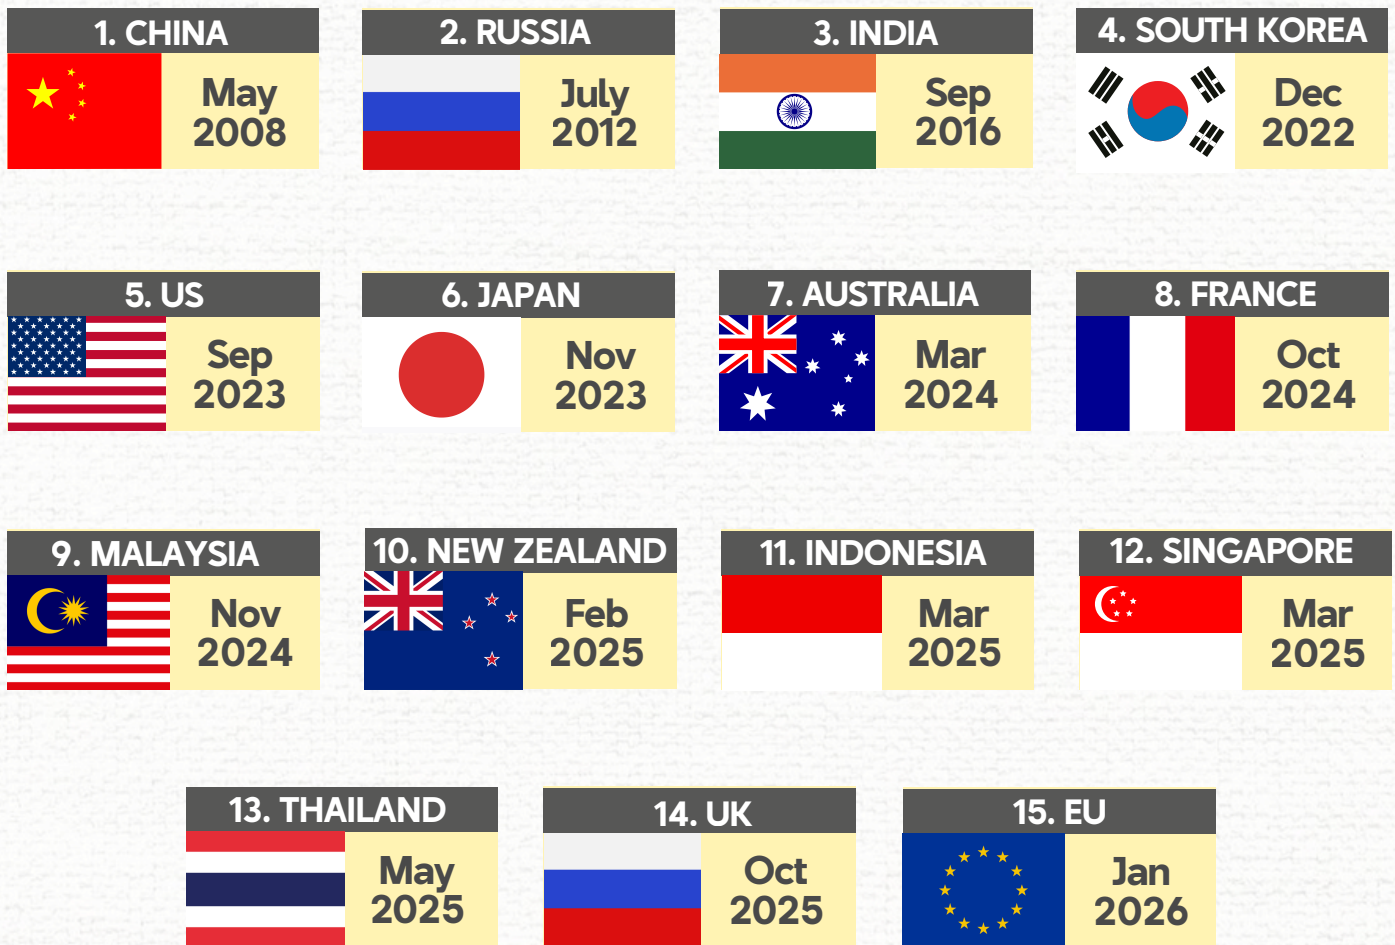 1. CHINA
May
2008
2. RUSSIA
July
2012
3. INDIA
Sep
2016
4. SOUTH KOREA
Dec
2022
5. US
Sep
2023
6. JAPAN
Nov
2023
7. AUSTRALIA
Mar
2024
8. FRANCE
Oct
2024
9. MALAYSIA
Nov
2024
10. NEW ZEALAND
Feb
2025
11. INDONESIA
Mar
2025
12. SINGAPORE
Mar
2025
13. THAILAND
May
2025
14. UK
Oct
2025
15. EU
Jan
2026